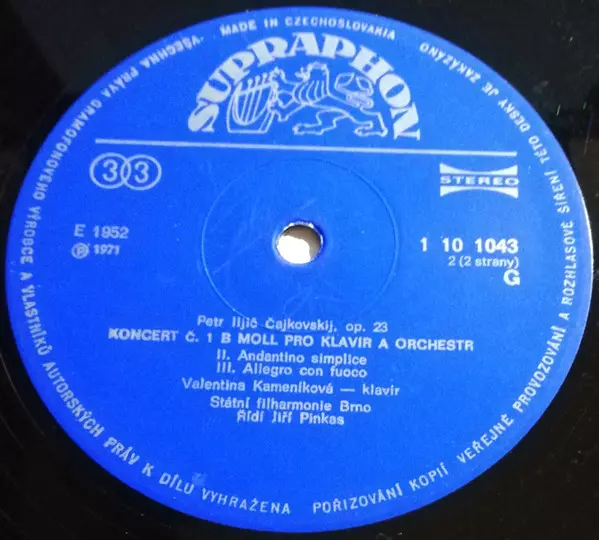 MADE IN CZECHOSLOVAKIA
VŠECHNA PRÁVA GRAMOFONOVÉHO VÝROBCE A VLASTNÍKŮ AUTORSKÝCH PRÁV K DÍLU VYHRAŽENA. POŘIZOVÁNÍ KOPIÍ VEŘEJNÉ PROVOZOVÁNÍ A ROZHLASOVÉ ŠÍŘENÍ TÉTO DESKY JE ZAKÁZÁNO
SUPRAPHON
33
STEREO
E 1952
℗ 1971
1 10 1043
2 (2 strany)
G
Petr Iljič Čajkovskij, op. 23
KONCERT Č. 1 B MOLL PRO KLAVÍR A ORCHESTR
II. Andantino simplice
III. Allegro con fuoco
Valentina Kameníková — klavír
Státní filharmonie Brno
Řídí Jiří Pinkas